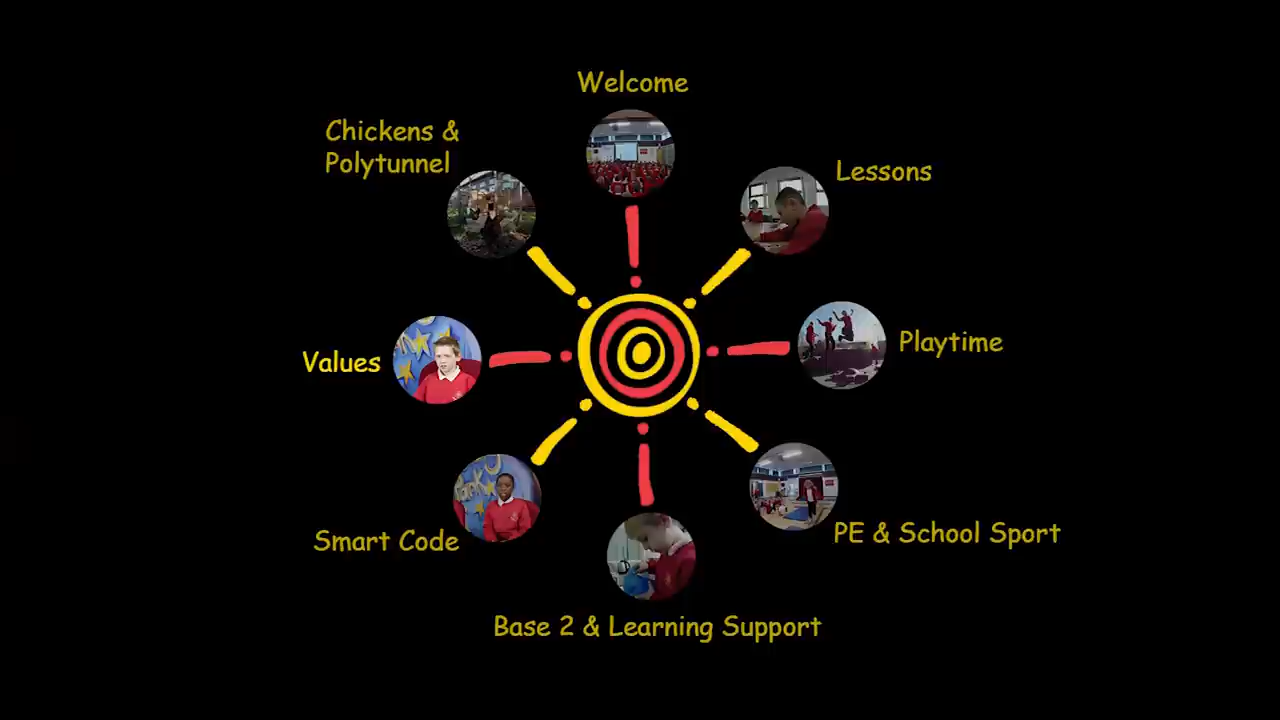 Welcome
Chickens &
Polytunnel
Lessons
Playtime
Values
PE & School Sport
Smart Code
Base 2 & Learning Support